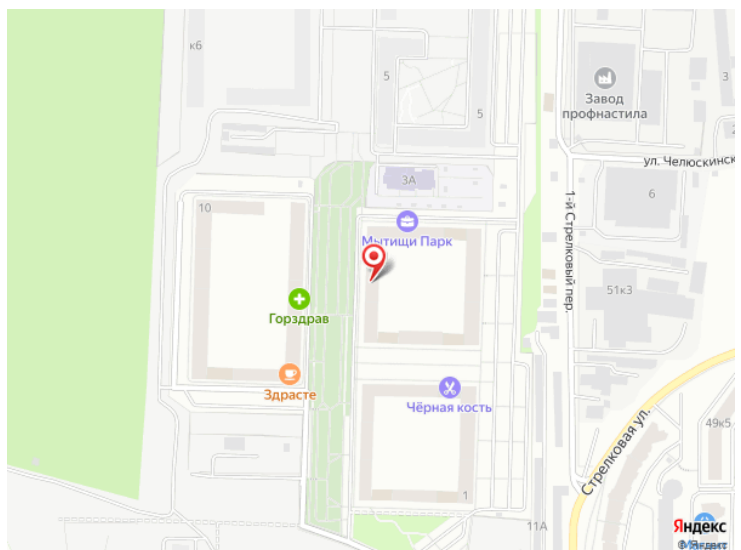 к6
5
5
Завод
профнастила
3
ул. Челюскинск
3А
6
10
Мытищи Парк
1-й Стрелковый пер.
51к3
Горздрав
Здрасте
Чёрная кость
Стрелковая ул.
49к5
1
11А
Яндекс